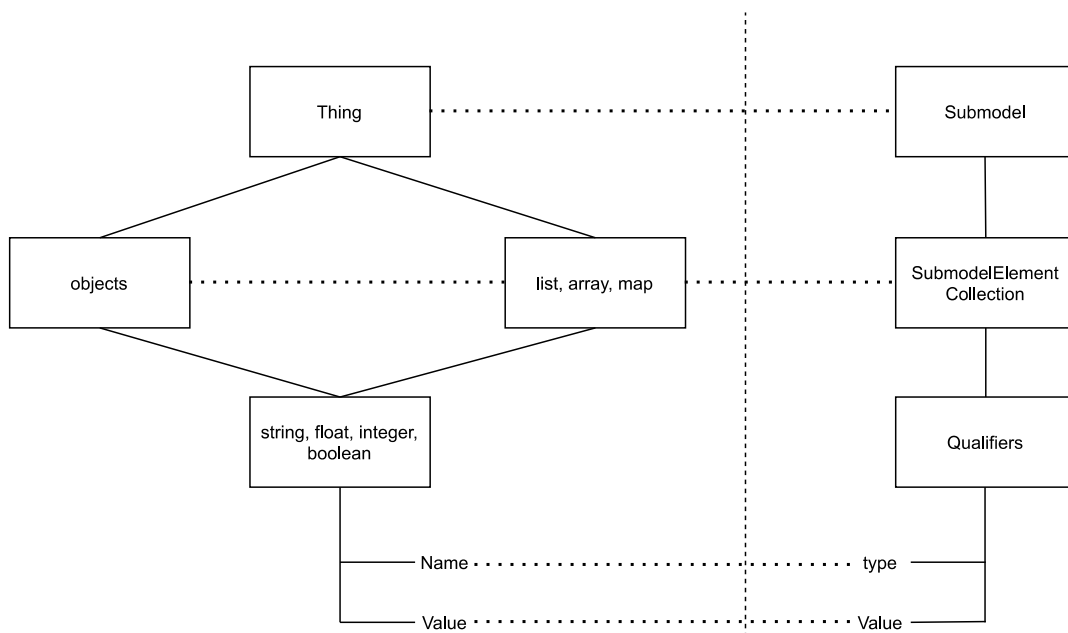 Thing
Submodel
objects
list, array, map
SubmodelElement
Collection
string, float, integer,
boolean
Qualifiers
Name
type
Value
Value